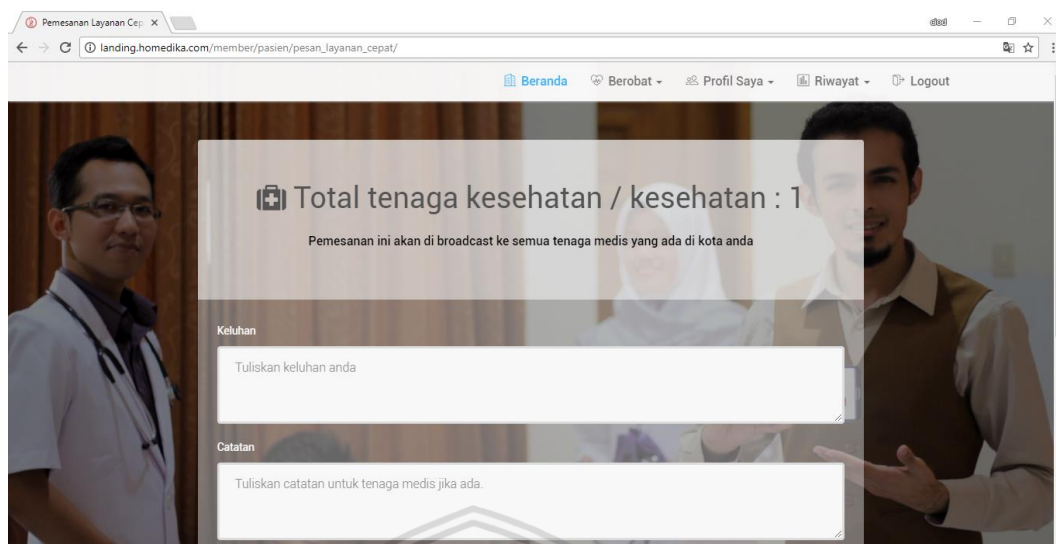 Pemesanan Layanan Cep
dod
landing.homedika.com/member/pasien/pesan_layanan_cepat/
Beranda Berobat Profil Saya Riwayat Logout
Total tenaga kesehatan / kesehatan : 1
Pemesanan ini akan di broadcast ke semua tenaga medis yang ada di kota anda
Keluhan
Tuliskan keluhan anda
Catatan
Tuliskan catatan untuk tenaga medis jika ada.